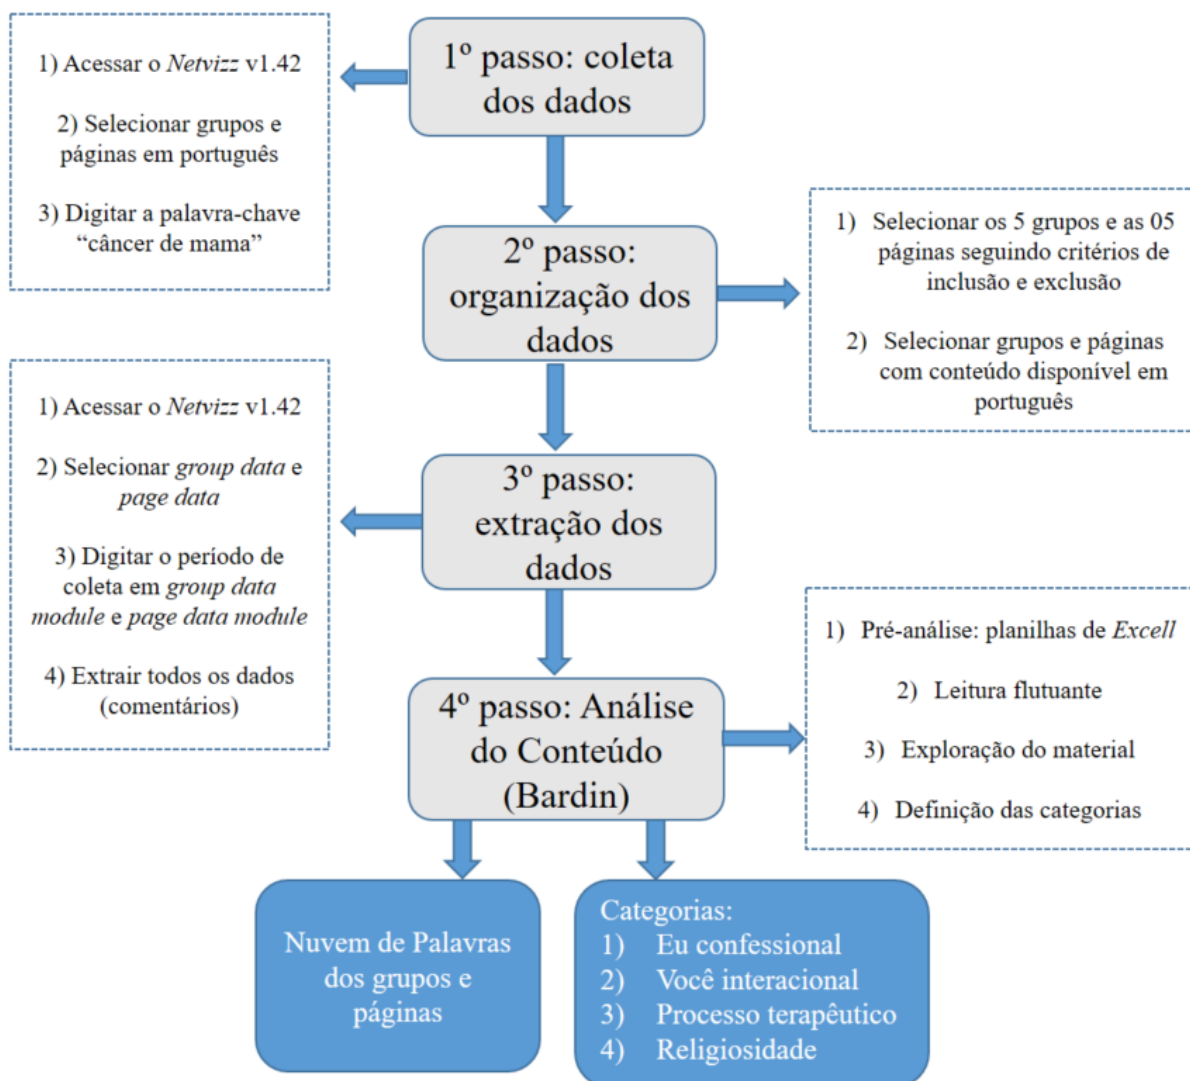 1º passo: coleta
dos dados
1) Acessar o Netvizz v1.42
2) Selecionar grupos e
páginas em português
3) Digitar a palavra-chave
“câncer de mama”
2º passo:
organização dos
dados
1) Selecionar os 5 grupos e as 05
páginas seguindo critérios de
inclusão e exclusão
2) Selecionar grupos e páginas
com conteúdo disponível em
português
3º passo:
extração dos
dados
1) Acessar o Netvizz v1.42
2) Selecionar group data e
page data
3) Digitar o período de
coleta em group data
module e page data module
4) Extrair todos os dados
(comentários)
4º passo: Análise
do Conteúdo
(Bardin)
1) Pré-análise: planilhas de Excell
2) Leitura flutuante
3) Exploração do material
4) Definição das categorias
Nuvem de Palavras
dos grupos e
páginas
Categorias:
1) Eu confessional
2) Você interacional
3) Processo terapêutico
4) Religiosidade